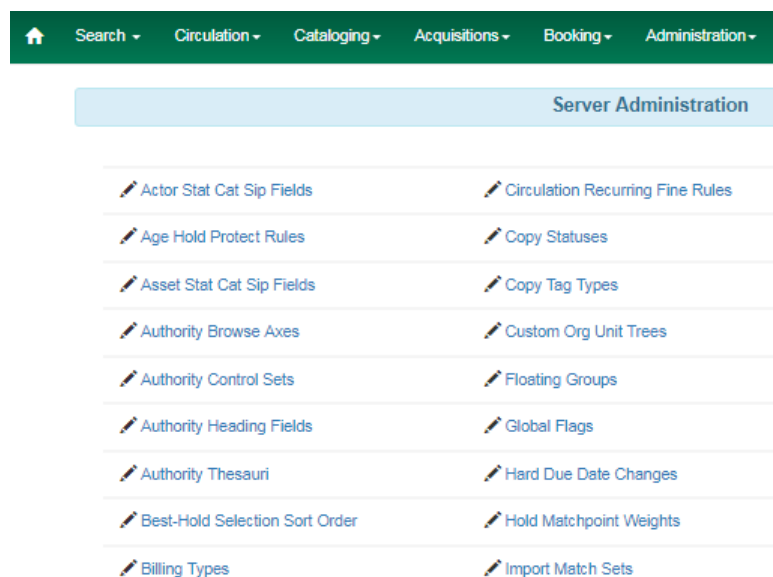 Search Circulation Cataloging Acquisitions Booking Administration
Server Administration
Actor Stat Cat Sip Fields Circulation Recurring Fine Rules
Age Hold Protect Rules Copy Statuses
Asset Stat Cat Sip Fields Copy Tag Types
Authority Browse Axes Custom Org Unit Trees
Authority Control Sets Floating Groups
Authority Heading Fields Global Flags
Authority Thesauri Hard Due Date Changes
Best-Hold Selection Sort Order Hold Matchpoint Weights
Billing Types Import Match Sets